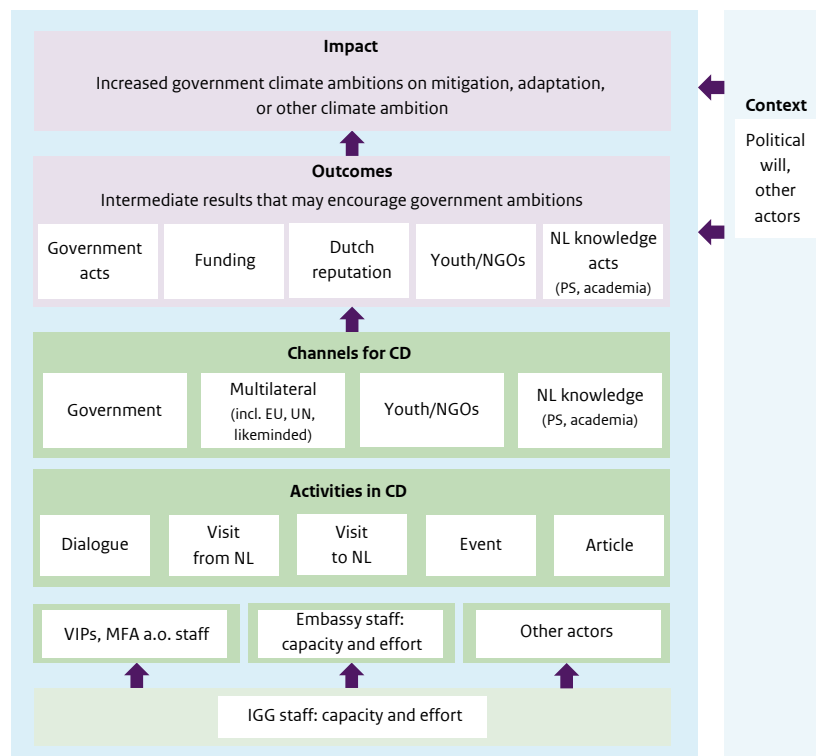 Impact
Increased government climate ambitions on mitigation, adaptation,
or other climate ambition
Context
Political
will,
other
actors
Outcomes
Intermediate results that may encourage government ambitions
Government
acts
Funding
Dutch
reputation
Youth/NGOs
NL knowledge
acts
(PS, academia)
Channels for CD
Government
Multilateral
(incl. EU, UN,
likeminded)
Youth/NGOs
NL knowledge
(PS, academia)
Activities in CD
Dialogue
Visit
from NL
Visit
to NL
Event
Article
VIPs, MFA a.o. staff
Embassy staff:
capacity and effort
Other actors
IGG staff: capacity and effort